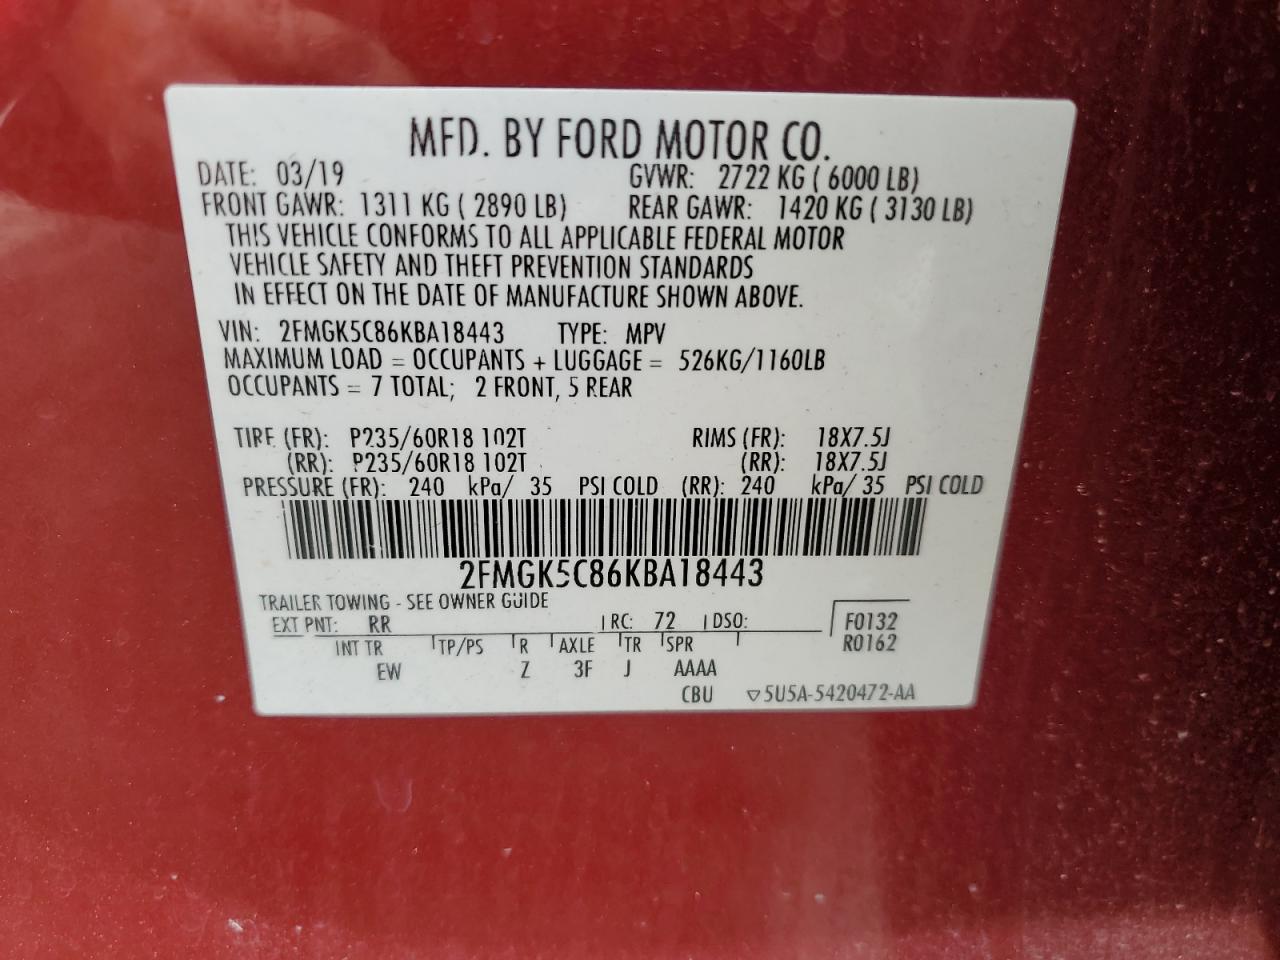 MFD. BY FORD MOTOR CO.
DATE: 03/19 GVWR: 2722 KG ( 6000 LB)
FRONT GAWR: 1311 KG ( 2890 LB) REAR GAWR: 1420 KG ( 3130 LB)
THIS VEHICLE CONFORMS TO ALL APPLICABLE FEDERAL MOTOR
VEHICLE SAFETY AND THEFT PREVENTION STANDARDS
IN EFFECT ON THE DATE OF MANUFACTURE SHOWN ABOVE.
VIN: 2FMGK5C86KBA18443 TYPE: MPV
MAXIMUM LOAD = OCCUPANTS + LUGGAGE = 526KG/1160LB
OCCUPANTS = 7 TOTAL; 2 FRONT, 5 REAR
TIRE (FR): P235/60R18 102T RIMS (FR): 18X7.5J
(RR): P235/60R18 102T (RR): 18X7.5J
PRESSURE (FR): 240 kPa/ 35 PSI COLD (RR): 240 kPa/ 35 PSI COLD
2FMGK5C86KBA18443
TRAILER TOWING - SEE OWNER GUIDE
EXT PNT: RR RC: 72 DSO: F0132
INT TR TP/PS R AXLE TR SPR R0162
EW Z 3F J AAAA
CBU ▽5U5A-5420472-AA